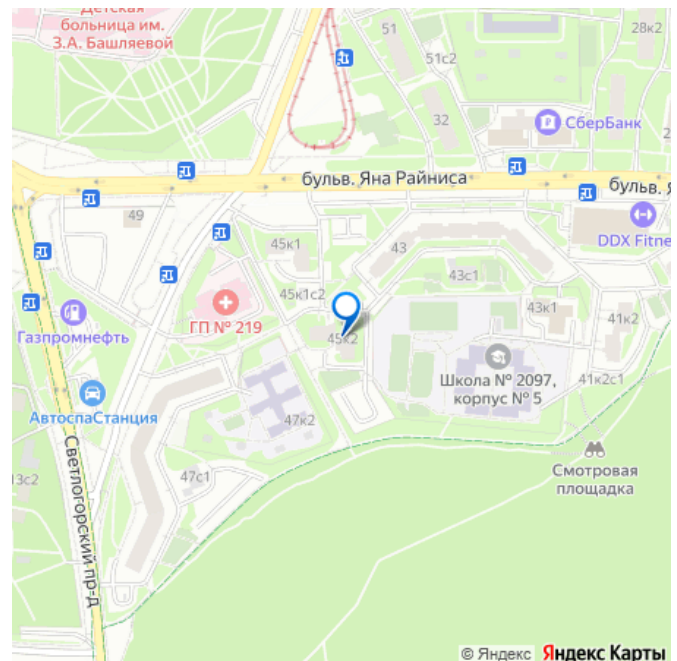 Детская
больница им.
З.А. Башляевой
51
28к2
51с2
32
СберБанк
2
бульв. Яна Райниса
бульв. Я
49
45к1
43
DDX Fitne
45к1с2
43с1
ГП № 219
43к1
41к2
Газпромнефть
45к2
Школа № 2097,
корпус № 5
41к2с1
АвтоспаСтанция
47к2
Смотровая
площадка
13с2
47с1
Светлогорский пр-д
© Яндекс Яндекс Карты